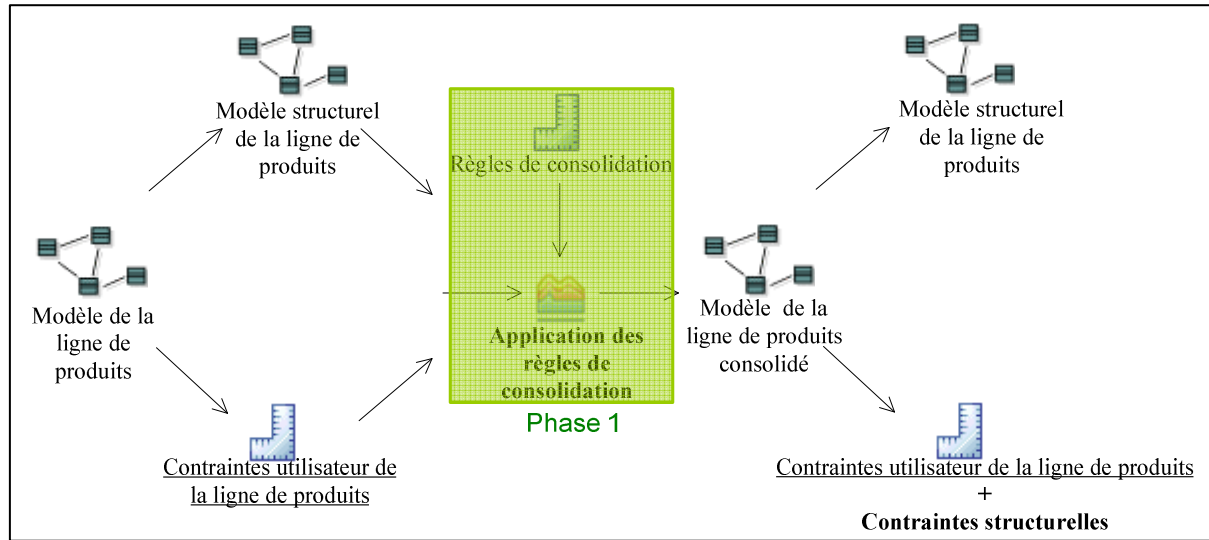 Modèle structurel
de la ligne de
produits
Modèle structurel
de la ligne de
produits
Règles de consolidation
Modèle de la
ligne de
produits
Application des
règles de
consolidation
Phase 1
Modèle de la
ligne de produits
consolidé
Contraintes utilisateur de
la ligne de produits
Contraintes utilisateur de la ligne de produits
+
Contraintes structurelles